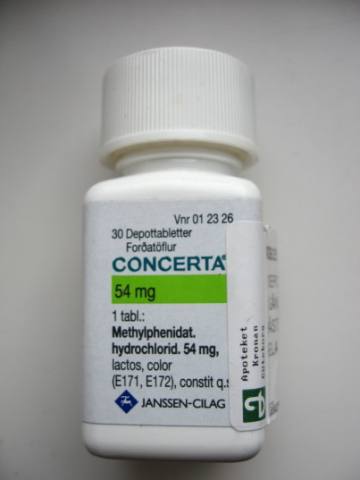 Vnr 01 23 26
30 Depottabletter
Forðatöflur
CONCERTA®
54 mg
1 tabl.:
Methylphenidat.
hydrochlorid. 54 mg,
lactos, color
(E171, E172), constit q.s
JANSSEN-CILAG
Apoteket
Kronan
Göteborg